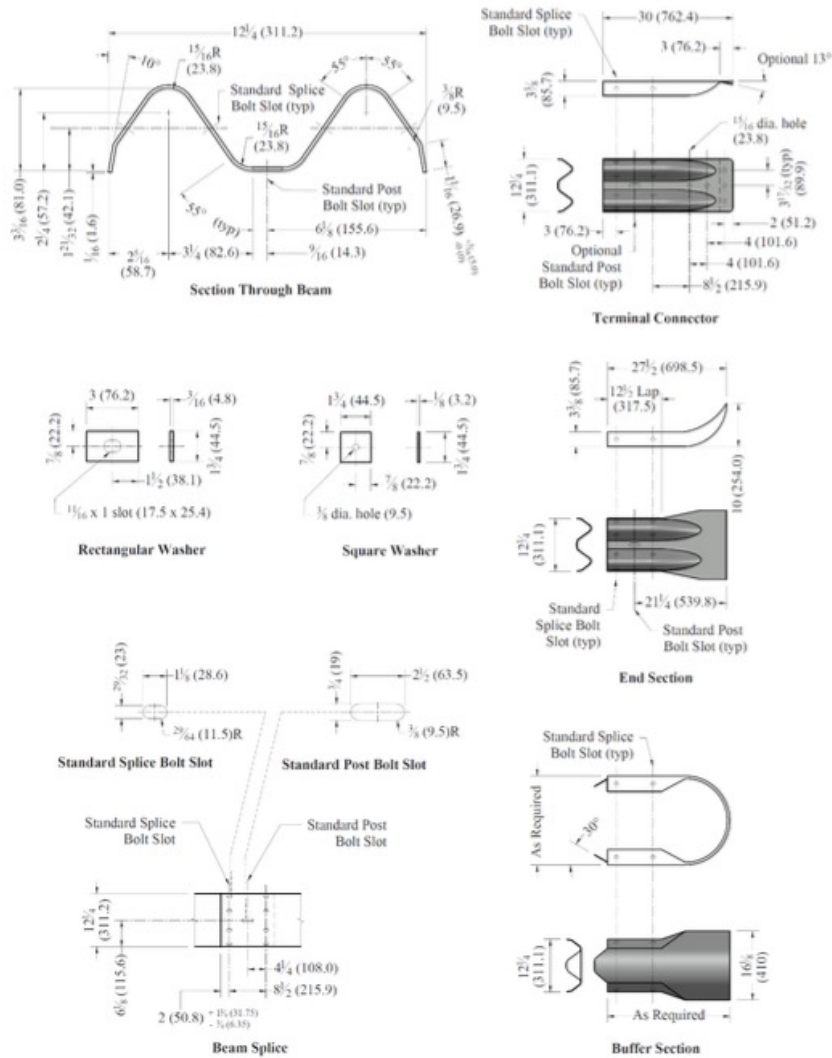 12¼ (311.2)
10°
15⁄16R
(23.8)
Standard Splice
Bolt Slot (typ)
55°
55°
⅜R
(9.5)
15⁄16R
(23.8)
Standard Post
Bolt Slot (typ)
55° (typ)
3 3⁄16 (81.0)
2¼ (57.2)
1 21⁄32 (42.1)
1⁄16 (1.6)
2 5⁄16
(58.7)
3¼ (82.6)
6⅛ (155.6)
9⁄16 (14.3)
1 1⁄16 (26.9)
Section Through Beam
Standard Splice
Bolt Slot (typ)
30 (762.4)
3 (76.2)
Optional 13°
3⅜
(85.7)
15⁄16 dia. hole
(23.8)
12¼
(311.1)
3 17⁄32 (typ)
(89.9)
3 (76.2)
2 (51.2)
4 (101.6)
4 (101.6)
8½ (215.9)
Optional
Standard Post
Bolt Slot (typ)
Terminal Connector
3 (76.2)
3⁄16 (4.8)
⅞ (22.2)
1¾ (44.5)
1½ (38.1)
11⁄16 x 1 slot (17.5 x 25.4)
Rectangular Washer
1¾ (44.5)
⅛ (3.2)
⅞ (22.2)
1¾ (44.5)
⅞ (22.2)
⅜ dia. hole (9.5)
Square Washer
27½ (698.5)
12½ Lap
(317.5)
3⅜ (85.7)
10 (254.0)
12¼
(311.1)
21¼ (539.8)
Standard
Splice Bolt
Slot (typ)
Standard Post
Bolt Slot (typ)
End Section
29⁄32 (23)
1⅛ (28.6)
29⁄64 (11.5)R
Standard Splice Bolt Slot
¾ (19)
2½ (63.5)
⅜ (9.5)R
Standard Post Bolt Slot
Standard Splice
Bolt Slot
Standard Post
Bolt Slot
12¼
(311.2)
6⅛ (115.6)
4¼ (108.0)
8½ (215.9)
2 (50.8)
Beam Splice
Standard Splice
Bolt Slot (typ)
As Required
30°
12¼
(311.1)
16⅛
(410)
As Required
Buffer Section